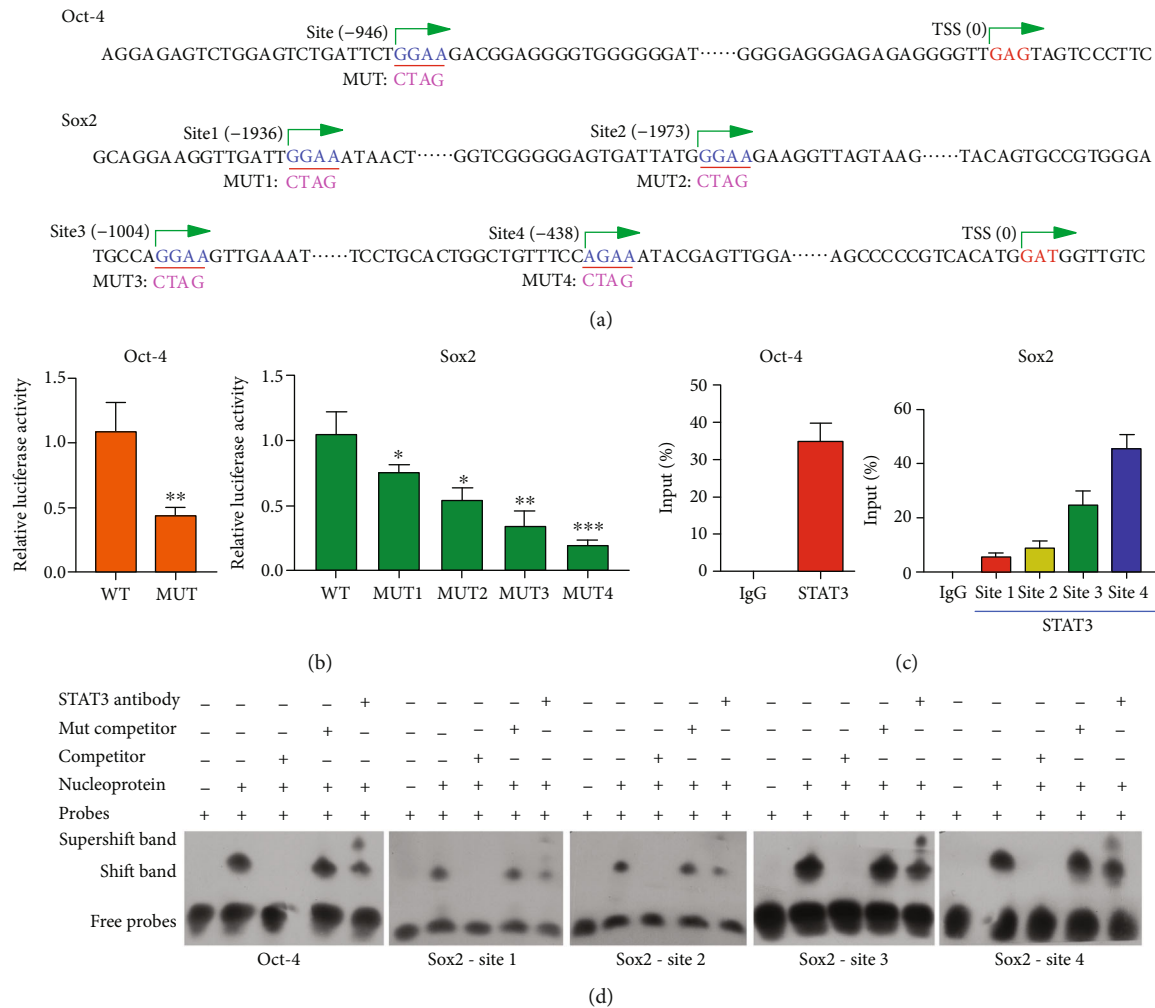 Oct-4
Site (−946) TSS (0)
AGGAGAGTCTGGAGTCTGATTCTGGAAGACGGAGGGGTGGGGGGAT······GGGGAGGGAGAGAGGGGTTGAGTAGTCCCTTC
MUT: CTAG
Sox2
Site1 (−1936) Site2 (−1973)
GCAGGAAGGTTGATTGGAAATAACT······GGTCGGGGGAGTGATTATGGGAAGAAGGTTAGTAAG······TACAGTGCCGTGGGA
MUT1: CTAG MUT2: CTAG
Site3 (−1004) Site4 (−438) TSS (0)
TGCCAGGAAGTTGAAAT······TCCTGCACTGGCTGTTTCCAGAAATACGAGTTGGA······AGCCCCCGTCACATGGATGGTTGTC
MUT3: CTAG MUT4: CTAG
(a)
Oct-4
Relative luciferase activity
1.5
1.0
0.5
0.0
**
WT MUT
Sox2
Relative luciferase activity
1.5
1.0
0.5
0.0
* * ** ***
WT MUT1 MUT2 MUT3 MUT4
(b)
Oct-4
Input (%)
50
40
30
20
10
0
IgG STAT3
Sox2
Input (%)
60
40
20
0
IgG Site 1 Site 2 Site 3 Site 4
STAT3
(c)
STAT3 antibody − − − − + − − − − + − − − − + − − − − + − − − − +
Mut competitor − − − + − − − − + − − − − + − − − − + − − − − + −
Competitor − − + − − − − + − − − − + − − − − + − − − − + − −
Nucleoprotein − + + + + − + + + + − + + + + − + + + + − + + + +
Probes + + + + + + + + + + + + + + + + + + + + + + + + +
Supershift band
Shift band
Free probes
Oct-4 Sox2 - site 1 Sox2 - site 2 Sox2 - site 3 Sox2 - site 4
(d)